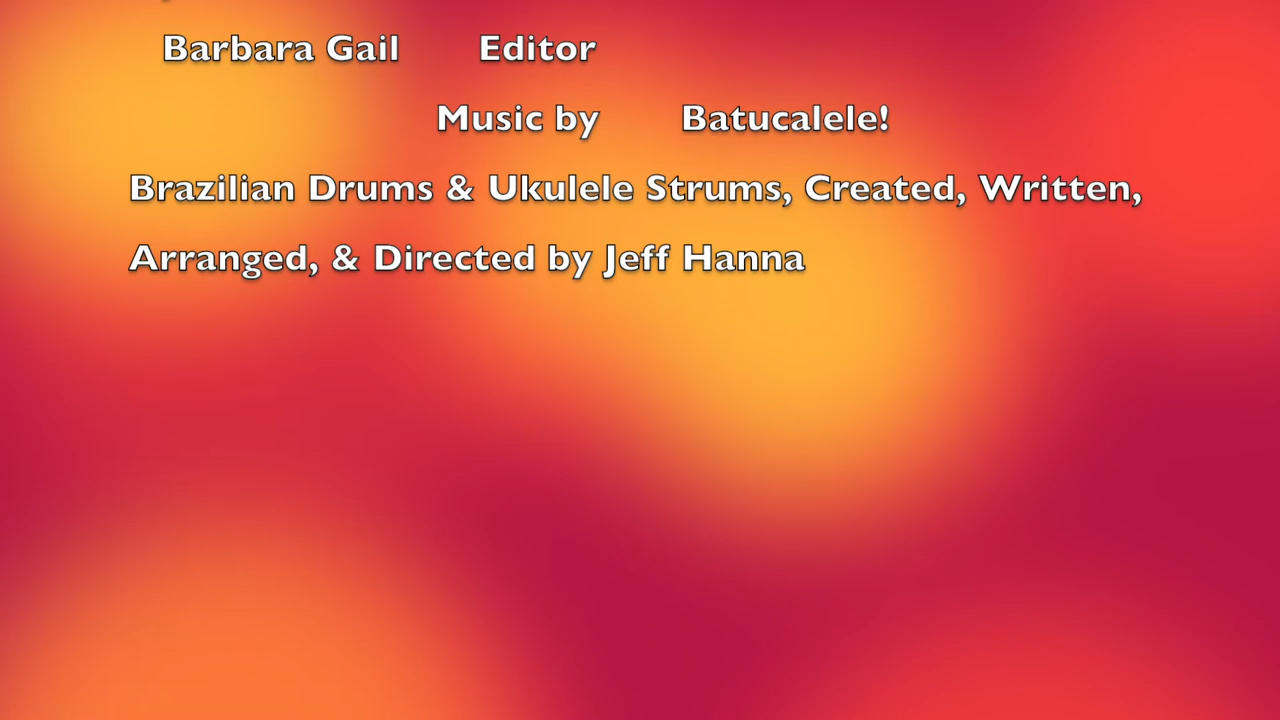 Barbara Gail Editor
Music by Batucalele!
Brazilian Drums & Ukulele Strums, Created, Written,
Arranged, & Directed by Jeff Hanna